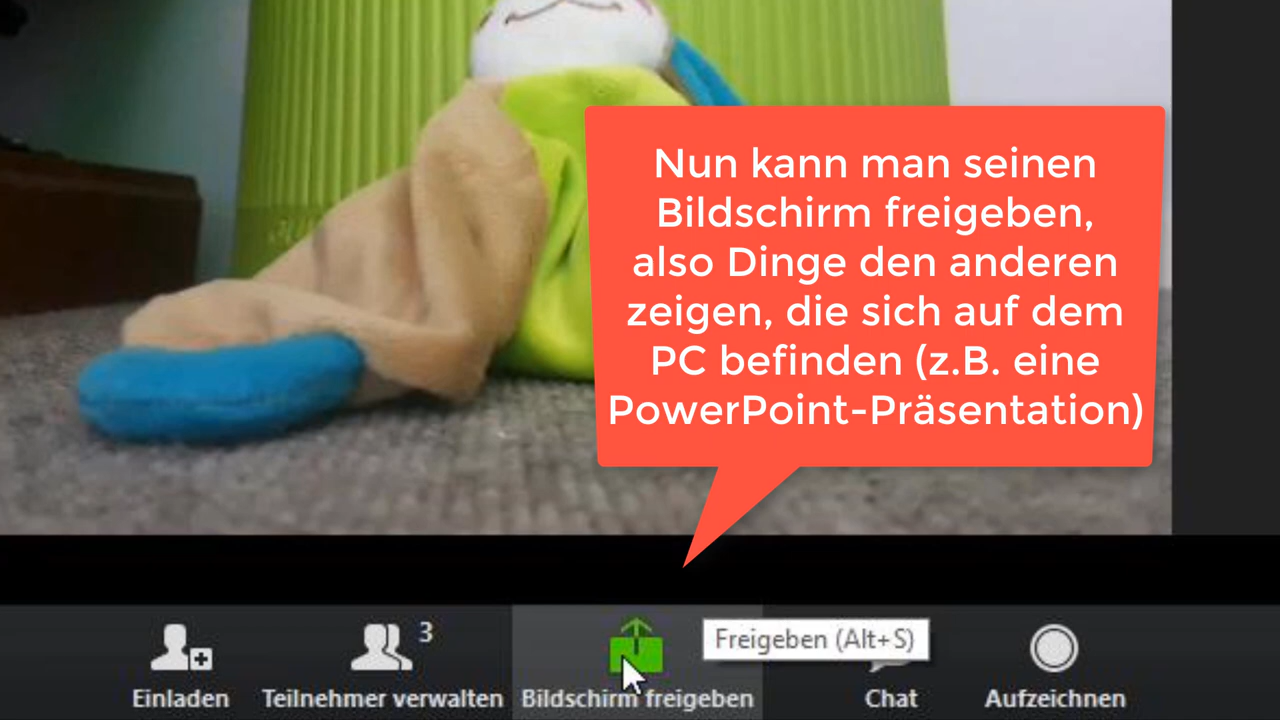 Nun kann man seinen
Bildschirm freigeben,
also Dinge den anderen
zeigen, die sich auf dem
PC befinden (z.B. eine
PowerPoint-Präsentation)
3
Freigeben (Alt+S)
Einladen
Teilnehmer verwalten
Bildschirm freigeben
Chat
Aufzeichnen